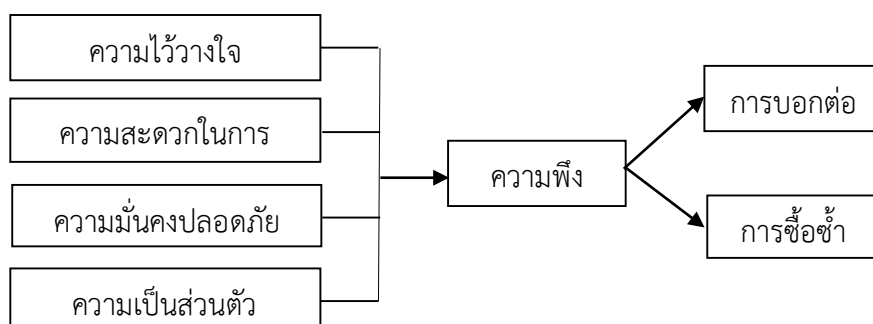 ความไว้วางใจ
ความสะดวกในการ
ความมั่นคงปลอดภัย
ความเป็นส่วนตัว
ความพึง
การบอกต่อ
การซื้อซ้ำ